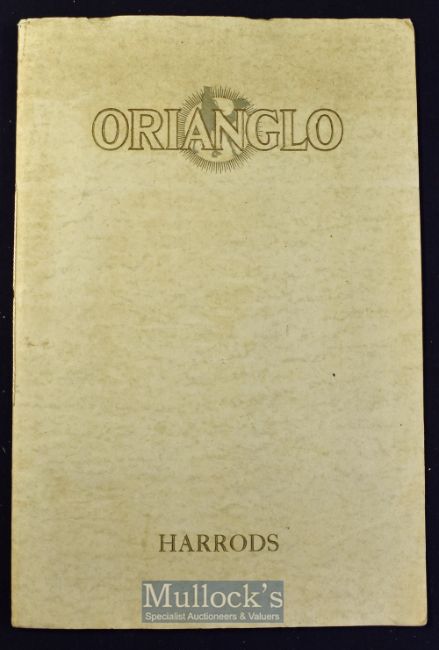 ORIANGLO
HARRODS
Mullock's
Specialist Auctioneers & Valuers